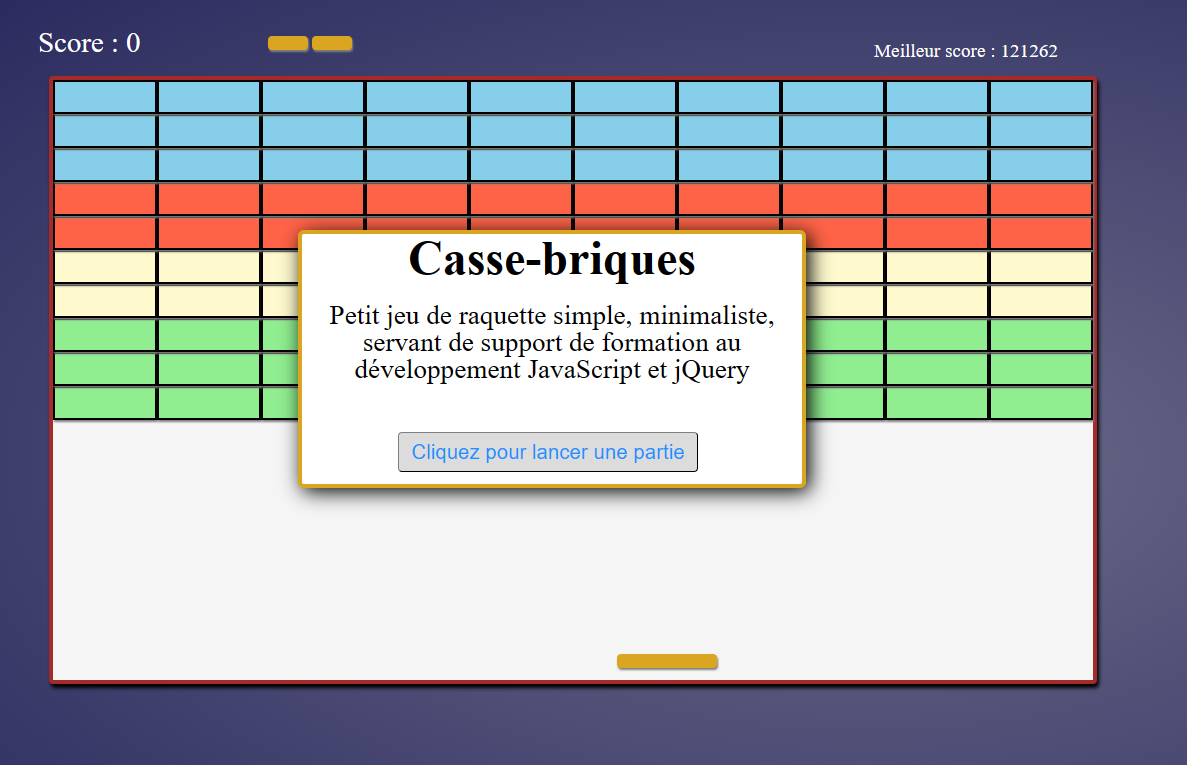 Score : 0
Meilleur score : 121262
Casse-briques
Petit jeu de raquette simple, minimaliste,
servant de support de formation au
développement JavaScript et jQuery
Cliquez pour lancer une partie